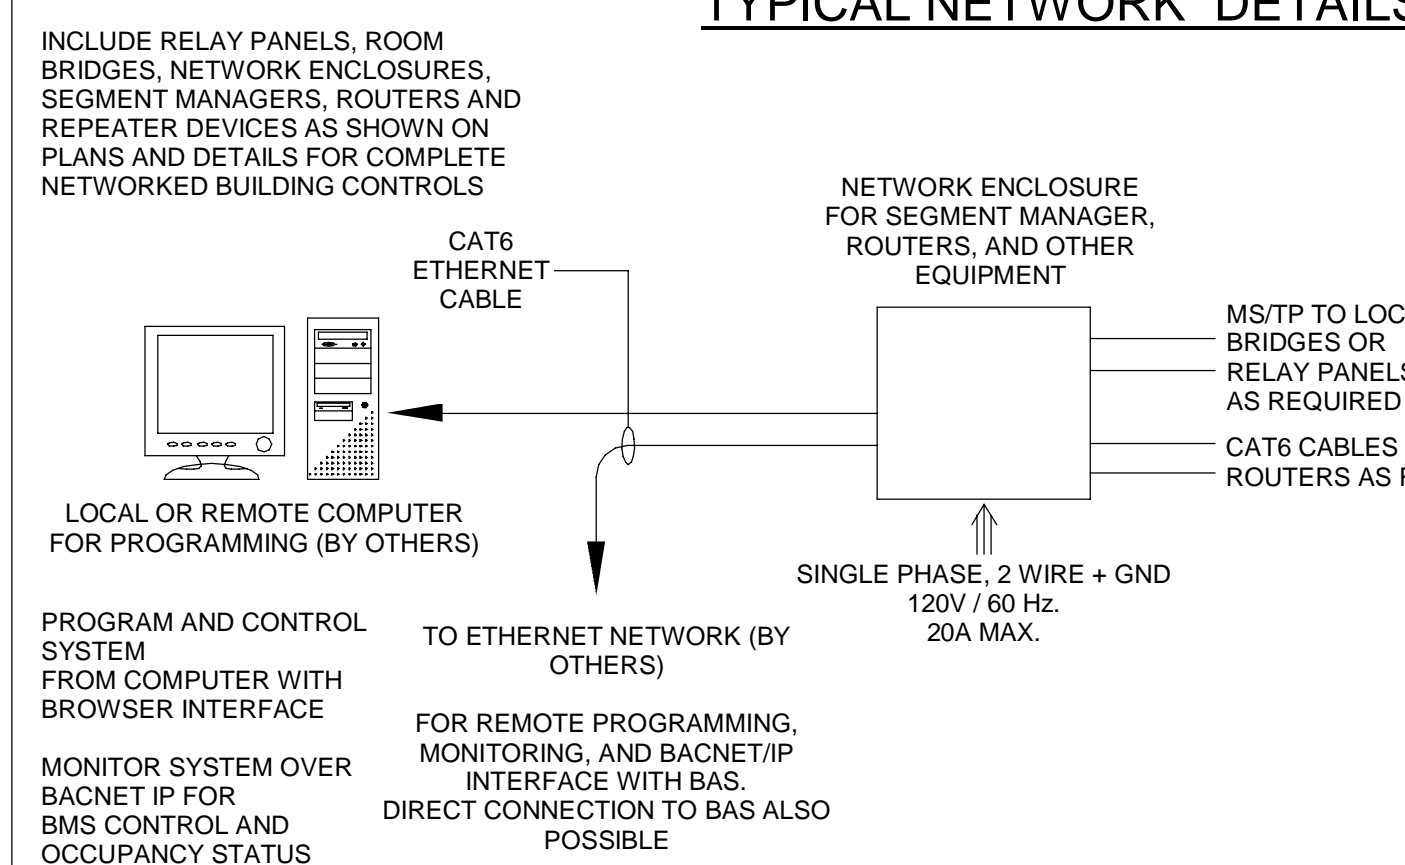 TYPICAL NETWORK DETAILS
INCLUDE RELAY PANELS, ROOM
BRIDGES, NETWORK ENCLOSURES,
SEGMENT MANAGERS, ROUTERS AND
REPEATER DEVICES AS SHOWN ON
PLANS AND DETAILS FOR COMPLETE
NETWORKED BUILDING CONTROLS
CAT6
ETHERNET
CABLE
NETWORK ENCLOSURE
FOR SEGMENT MANAGER,
ROUTERS, AND OTHER
EQUIPMENT
MS/TP TO
BRIDGES OR
RELAY PANELS
AS REQUIRED
CAT6 CABLES
ROUTERS AS
LOCAL OR REMOTE COMPUTER
FOR PROGRAMMING (BY OTHERS)
SINGLE PHASE, 2 WIRE + GND
120V / 60 Hz.
20A MAX.
PROGRAM AND CONTROL
SYSTEM
FROM COMPUTER WITH
BROWSER INTERFACE
MONITOR SYSTEM OVER
BACNET IP FOR
BMS CONTROL AND
OCCUPANCY STATUS
TO ETHERNET NETWORK (BY
OTHERS)
FOR REMOTE PROGRAMMING,
MONITORING, AND BACNET/IP
INTERFACE WITH BAS.
DIRECT CONNECTION TO BAS ALSO
POSSIBLE